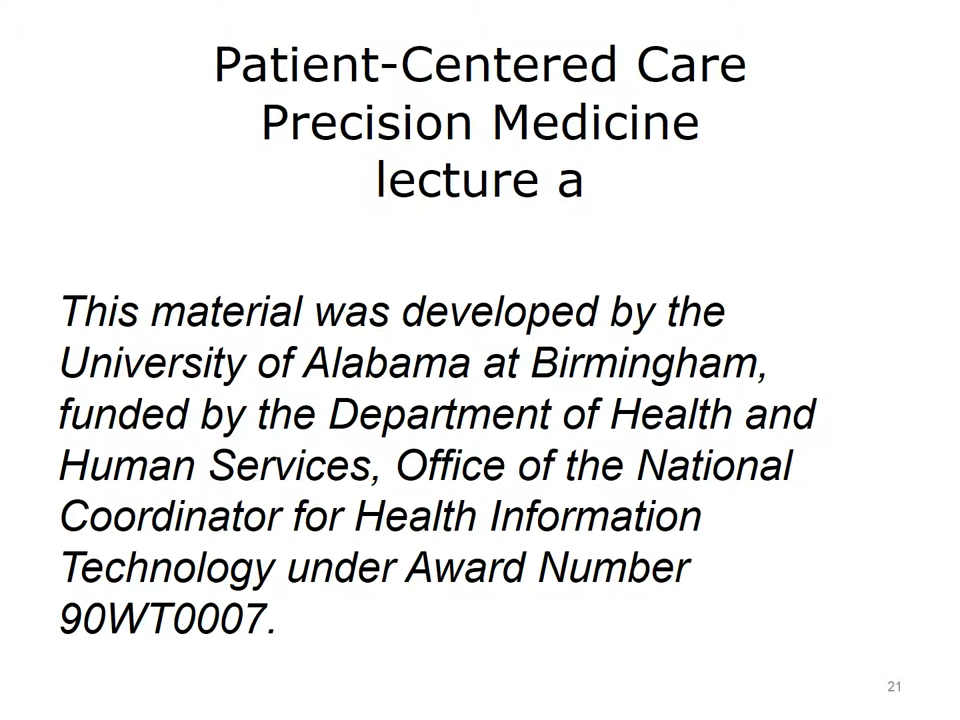 Patient-Centered Care
Precision Medicine
lecture a
This material was developed by the
University of Alabama at Birmingham,
funded by the Department of Health and
Human Services, Office of the National
Coordinator for Health Information
Technology under Award Number
90WT0007.
21